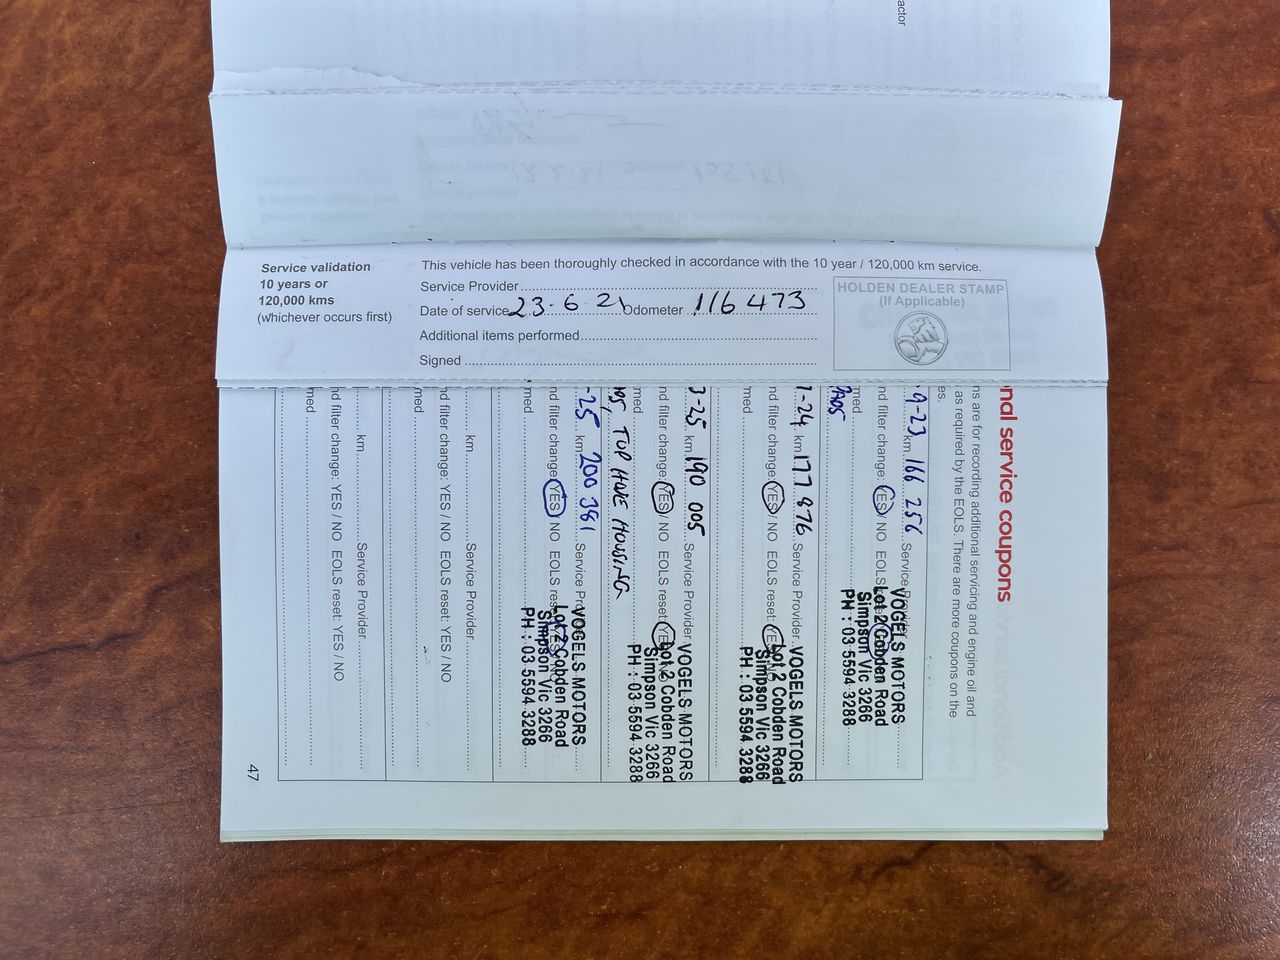 actor
Service validation
10 years or
120,000 kms
(whichever occurs first)
This vehicle has been thoroughly checked in accordance with the 10 year / 120,000 km service.
Service Provider
Date of service 23·6 21 Odometer 116 473
Additional items performed
Signed
HOLDEN DEALER STAMP
(If Applicable)
nal service coupons
ns are for recording additional servicing and engine oil and
as required by the EOLS. There are more coupons on the
es.
9-23 km 166 256 Service Provider
nd filter change: YES / NO EOLS
med
VOGELS MOTORS
Lot 2 Cobden Road
Simpson Vic 3266
PH : 03 5594 3288
1-24 km 177 876 Service Provider
nd filter change: YES / NO EOLS reset: YES
med
VOGELS MOTORS
Lot 2 Cobden Road
Simpson Vic 3266
PH : 03 5594 3288
3-25 km 190 005 Service Provider
nd filter change: YES / NO EOLS reset: YES
med
HOUSING
VOGELS MOTORS
Lot 2 Cobden Road
Simpson Vic 3266
PH : 03 5594 3288
-25 km 200 381 Service Provider
nd filter change: YES / NO EOLS reset
med
VOGELS MOTORS
Lot 2 Cobden Road
Simpson Vic 3266
PH : 03 5594 3288
km Service Provider
nd filter change: YES / NO EOLS reset: YES / NO
med
km Service Provider
nd filter change: YES / NO EOLS reset: YES / NO
med
47